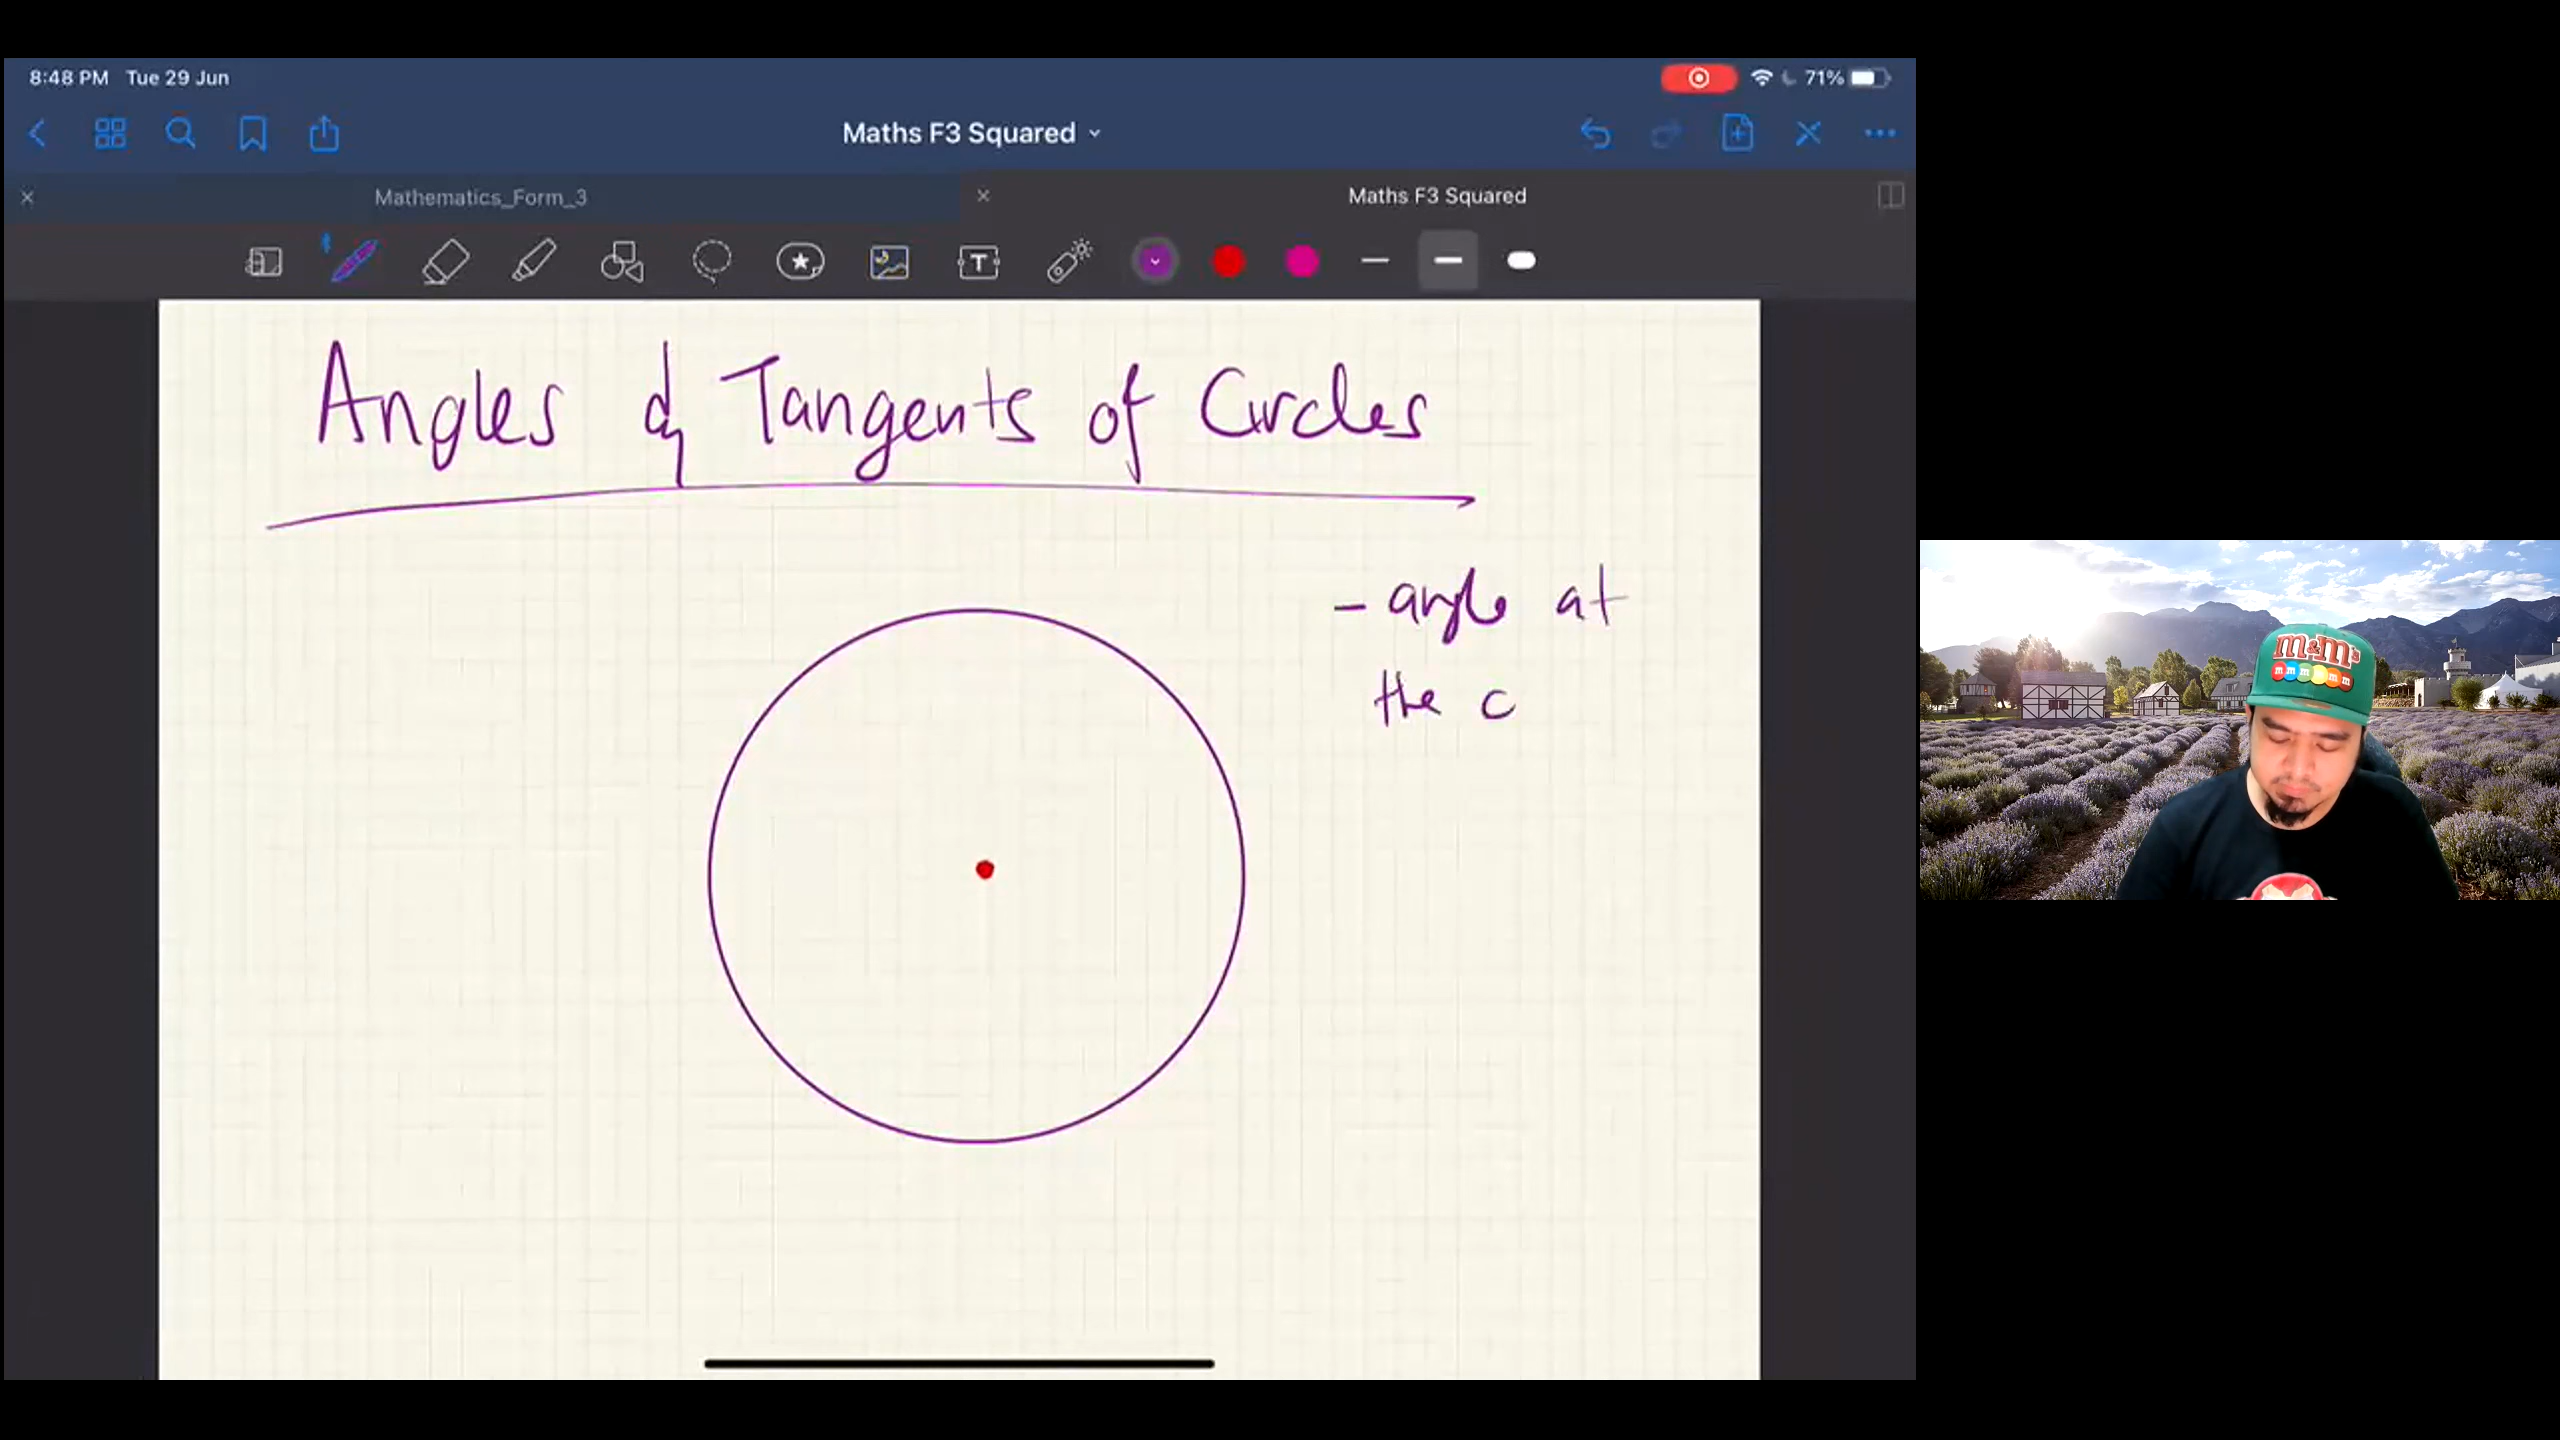 8:48 PM Tue 29 Jun
71%
Maths F3 Squared
Mathematics_Form_3
Maths F3 Squared
T
Angles & Tangents of Circles
- angle at
the c
m&m's
m m m m m